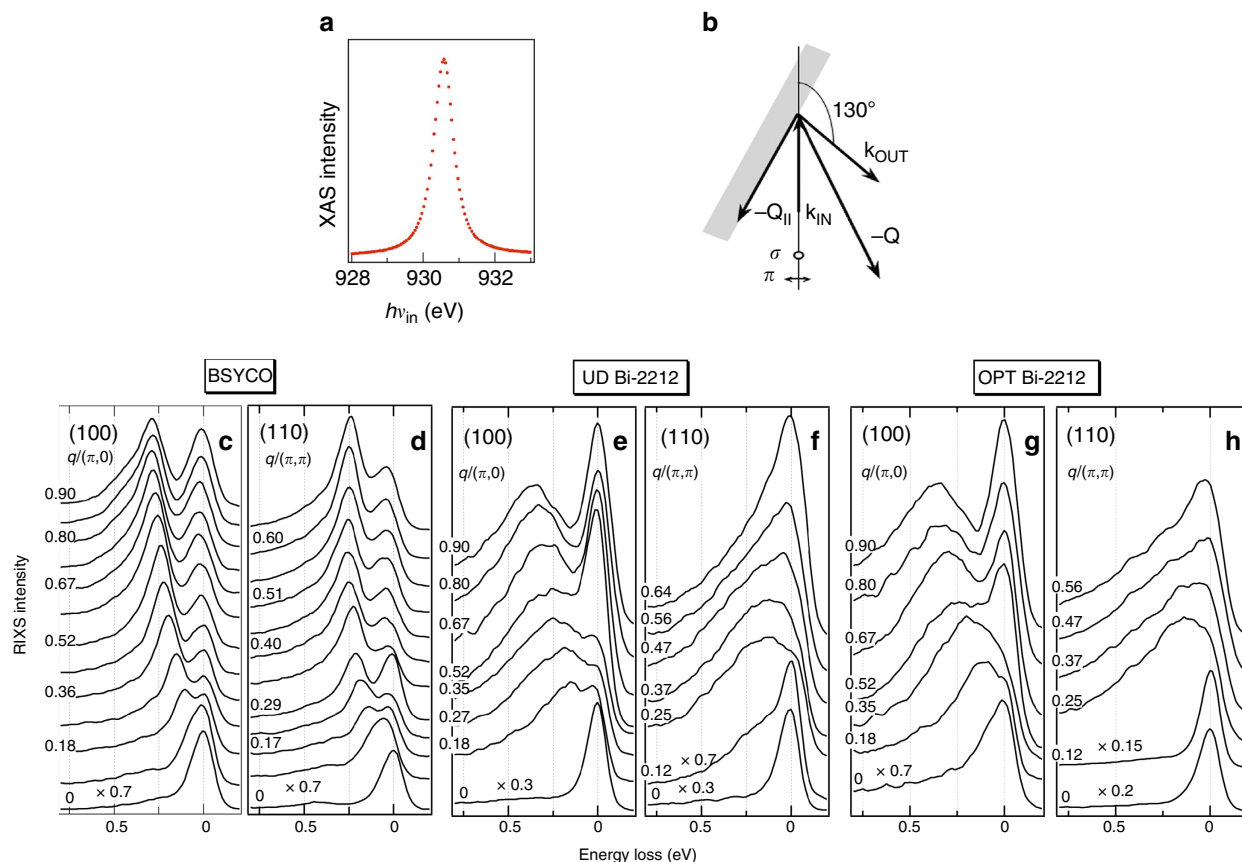 a
XAS intensity
928
930
932
hνin (eV)
b
130°
kOUT
–QII
kIN
–Q
σ
π
BSYCO
UD Bi-2212
OPT Bi-2212
RIXS intensity
(100)
c
q/(π,0)
0.90
0.80
0.67
0.52
0.36
0.18
0
× 0.7
0.5
0
(110)
d
q/(π,π)
0.60
0.51
0.40
0.29
0.17
0
× 0.7
0.5
0
(100)
e
q/(π,0)
0.90
0.80
0.67
0.52
0.35
0.27
0.18
0
× 0.3
0.5
0
(110)
f
q/(π,π)
0.64
0.56
0.47
0.37
0.25
0.12
× 0.7
0
× 0.3
0.5
0
(100)
g
q/(π,0)
0.90
0.80
0.67
0.52
0.35
0.18
0
× 0.7
0.5
0
(110)
h
q/(π,π)
0.56
0.47
0.37
0.25
0.12
× 0.15
0
× 0.2
0.5
0
Energy loss (eV)